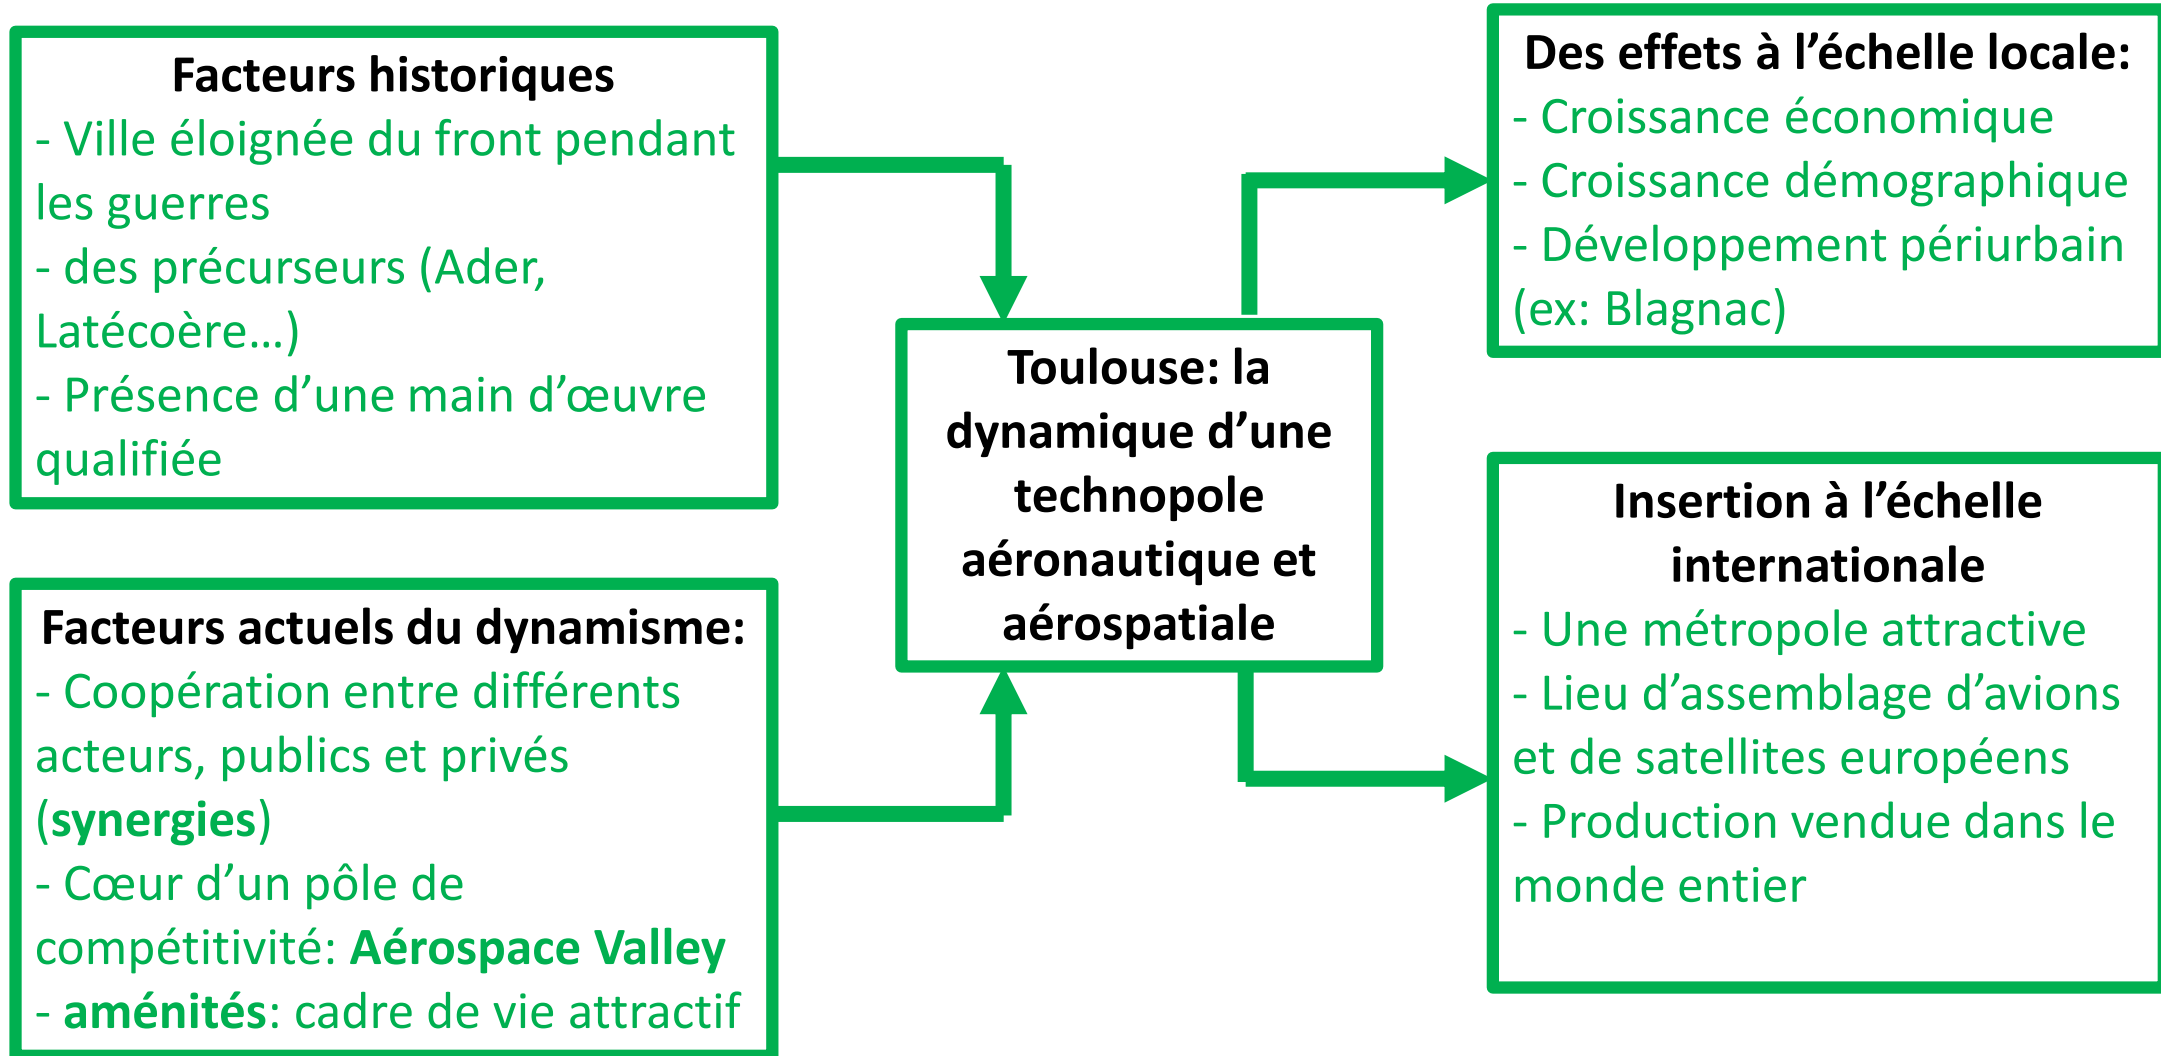 Facteurs historiques
- Ville éloignée du front pendant
les guerres
- des précurseurs (Ader,
Latécoère…)
- Présence d’une main d’œuvre
qualifiée
Facteurs actuels du dynamisme:
- Coopération entre différents
acteurs, publics et privés
(synergies)
- Cœur d’un pôle de
compétitivité: Aérospace Valley
- aménités: cadre de vie attractif
Toulouse: la
dynamique d’une
technopole
aéronautique et
aérospatiale
Des effets à l’échelle locale:
- Croissance économique
- Croissance démographique
- Développement périurbain
(ex: Blagnac)
Insertion à l’échelle
internationale
- Une métropole attractive
- Lieu d’assemblage d’avions
et de satellites européens
- Production vendue dans le
monde entier